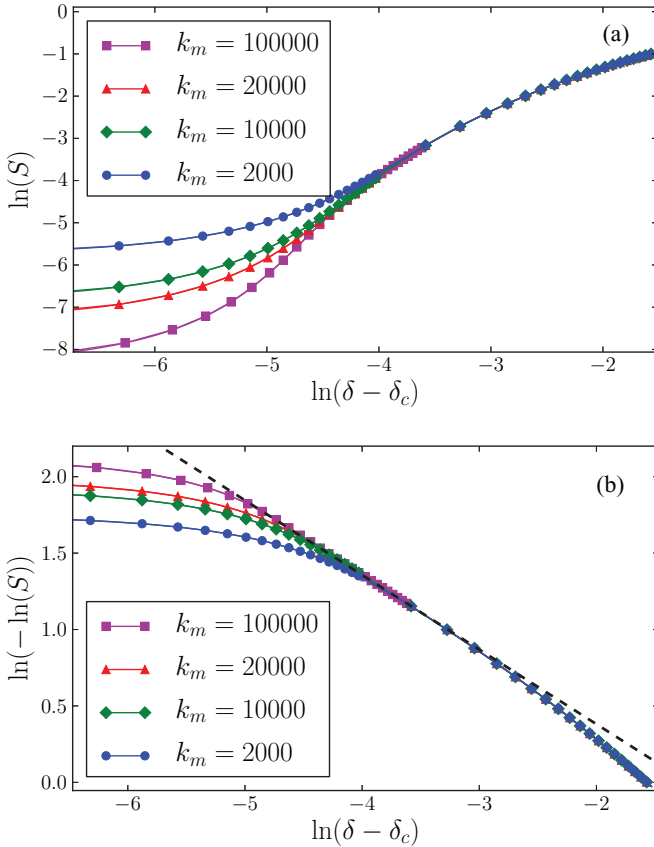 (a)
0
−1
−2
−3
−4
−5
−6
−7
−8
ln(S)
k_m = 100000
k_m = 20000
k_m = 10000
k_m = 2000
−6 −5 −4 −3 −2
ln(δ − δ_c)
(b)
2.0
1.5
1.0
0.5
0.0
ln(− ln(S))
k_m = 100000
k_m = 20000
k_m = 10000
k_m = 2000
−6 −5 −4 −3 −2
ln(δ − δ_c)